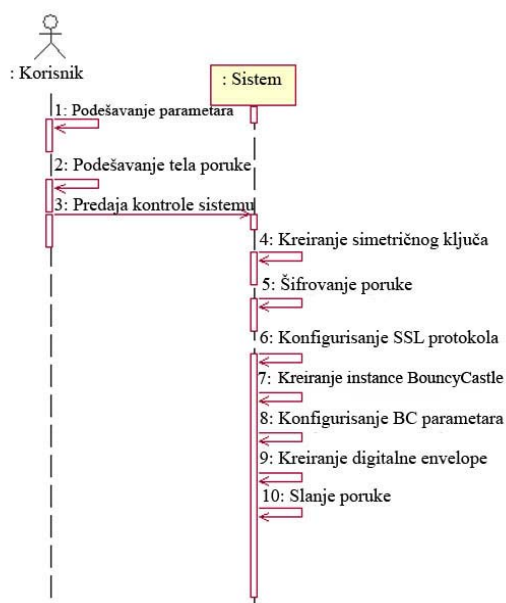 : Korisnik
: Sistem
1: Podešavanje parametara
2: Podešavanje tela poruke
3: Predaja kontrole sistemu
4: Kreiranje simetričnog ključa
5: Šifrovanje poruke
6: Konfigurisanje SSL protokola
7: Kreiranje instance BouncyCastle
8: Konfigurisanje BC parametara
9: Kreiranje digitalne envelope
10: Slanje poruke